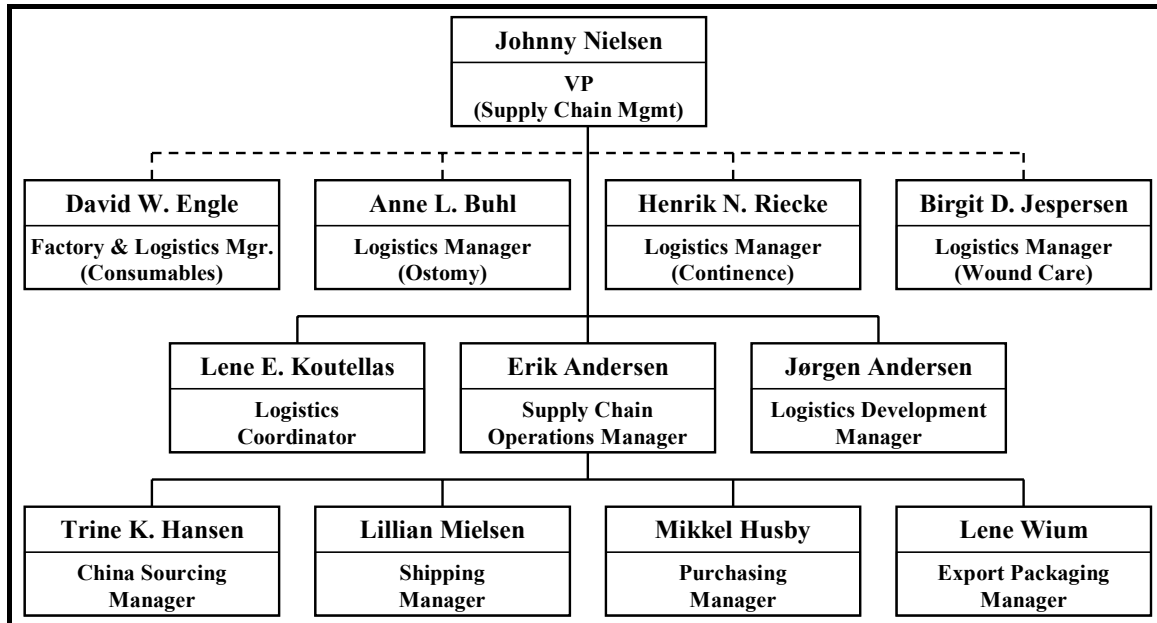 Johnny Nielsen
VP
(Supply Chain Mgmt)
David W. Engle
Factory & Logistics Mgr.
(Consumables)
Anne L. Buhl
Logistics Manager
(Ostomy)
Henrik N. Riecke
Logistics Manager
(Continence)
Birgit D. Jespersen
Logistics Manager
(Wound Care)
Lene E. Koutellas
Logistics
Coordinator
Erik Andersen
Supply Chain
Operations Manager
Jørgen Andersen
Logistics Development
Manager
Trine K. Hansen
China Sourcing
Manager
Lillian Mielsen
Shipping
Manager
Mikkel Husby
Purchasing
Manager
Lene Wium
Export Packaging
Manager